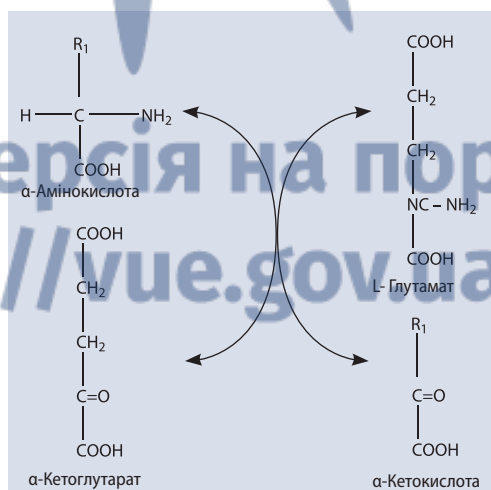 R1
H — C — NH2
COOH
α-Амінокислота
COOH
CH2
CH2
C=O
COOH
α-Кетоглутарат
COOH
CH2
CH2
NC – NH2
COOH
L- Глутамат
R1
C=O
COOH
α-Кетокислота
ерсія на пор
//vue.gov.ua